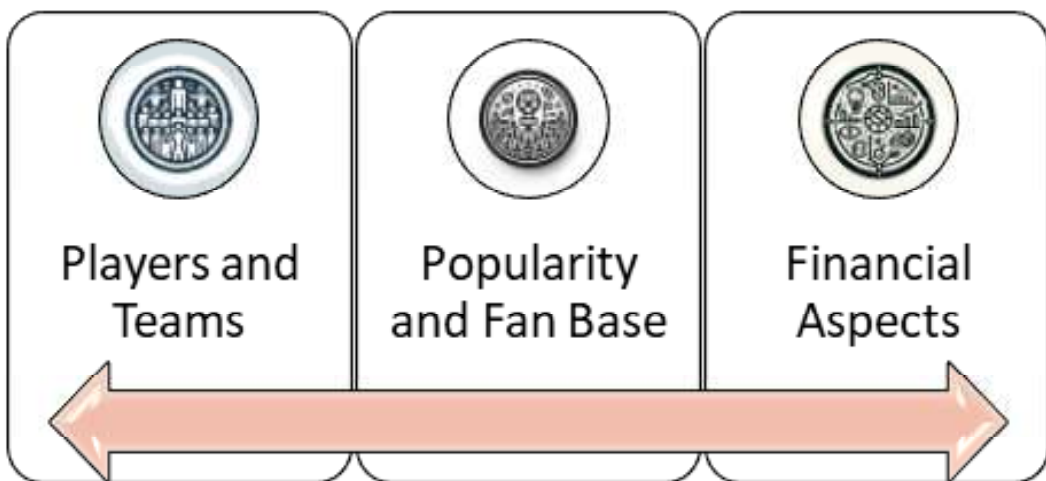 Players and
Teams
Popularity
and Fan Base
Financial
Aspects